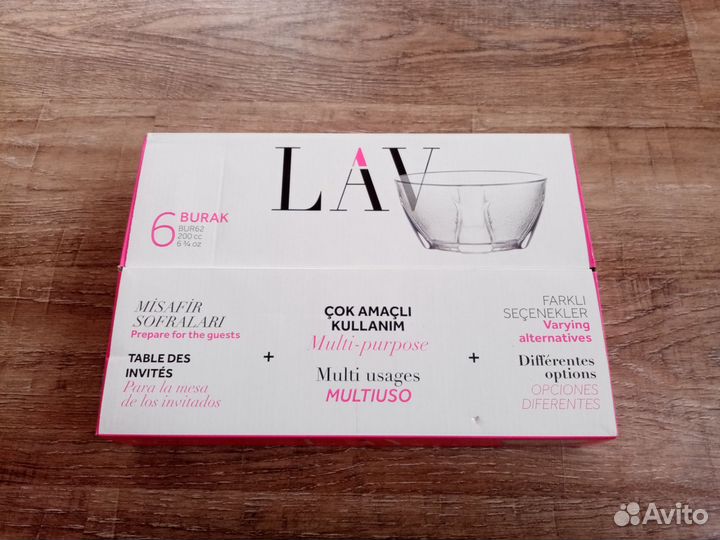 LAV
6 BURAK
BUR62
200 cc
6 ¾ oz
MİSAFİR
SOFRALARI
Prepare for the guests
TABLE DES
INVITÉS
Para la mesa
de los invitados
+
ÇOK AMAÇLI
KULLANIM
Multi-purpose
Multi usages
MULTIUSO
+
FARKLI
SEÇENEKLER
Varying
alternatives
Différentes
options
OPCIONES
DIFERENTES
Avito